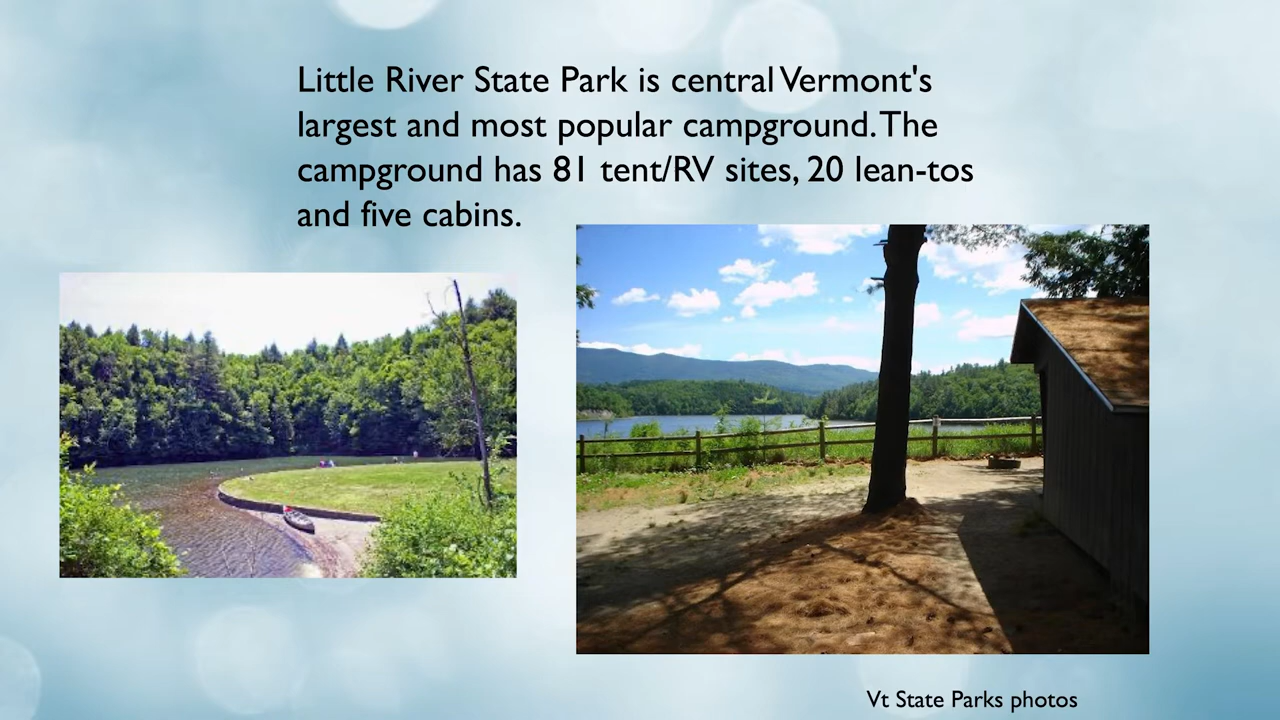 Little River State Park is central Vermont's
largest and most popular campground. The
campground has 81 tent/RV sites, 20 lean-tos
and five cabins.
Vt State Parks photos